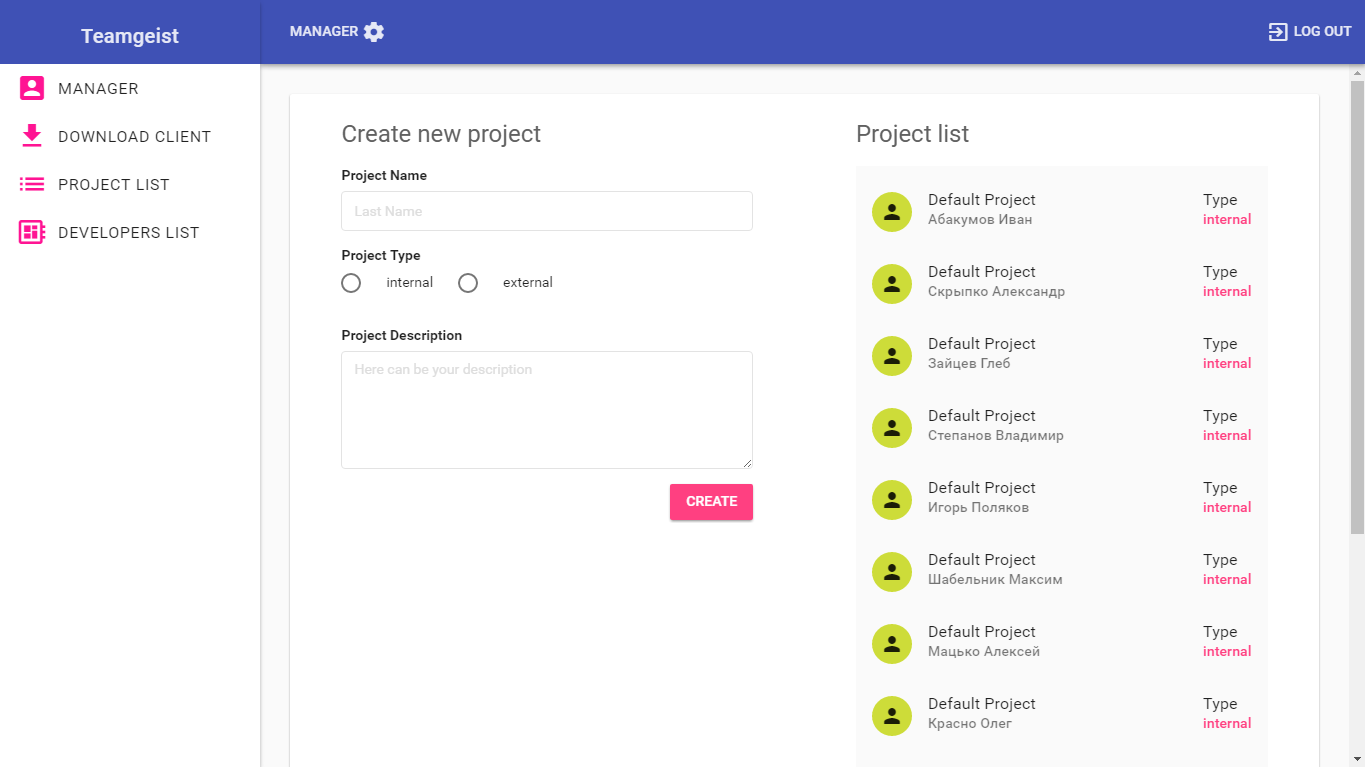 Teamgeist
MANAGER
LOG OUT
MANAGER
DOWNLOAD CLIENT
PROJECT LIST
DEVELOPERS LIST
Create new project
Project Name
Last Name
Project Type
internal
external
Project Description
Here can be your description
CREATE
Project list
Default Project
Type
Абакумов Иван
internal
Default Project
Type
Скрыпко Александр
internal
Default Project
Type
Зайцев Глеб
internal
Default Project
Type
Степанов Владимир
internal
Default Project
Type
Игорь Поляков
internal
Default Project
Type
Шабельник Максим
internal
Default Project
Type
Мацько Алексей
internal
Default Project
Type
Красно Олег
internal